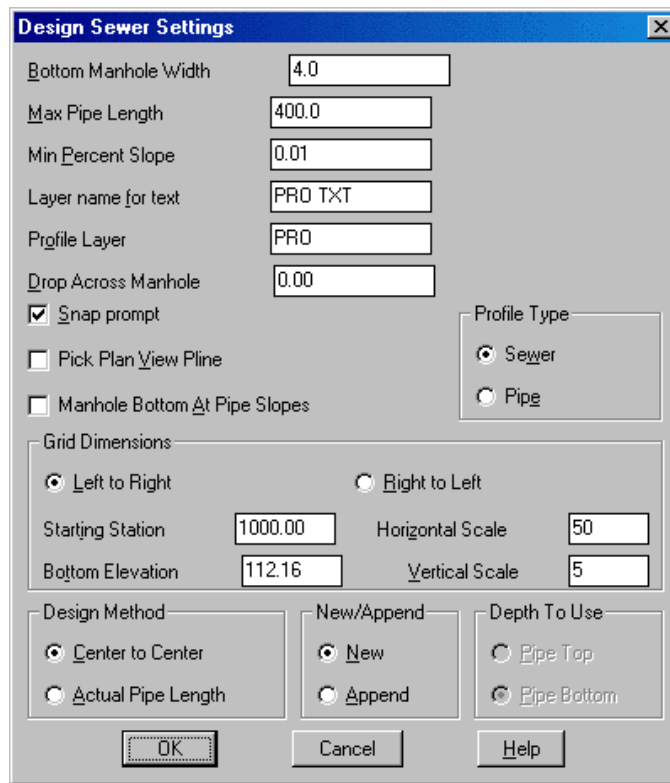 Design Sewer Settings
Bottom Manhole Width 4.0
Max Pipe Length 400.0
Min Percent Slope 0.01
Layer name for text PRO TXT
Profile Layer PRO
Drop Across Manhole 0.00
Snap prompt
Profile Type
Sewer
Pick Plan View Pline
Pipe
Manhole Bottom At Pipe Slopes
Grid Dimensions
Left to Right Right to Left
Starting Station 1000.00 Horizontal Scale 50
Bottom Elevation 112.16 Vertical Scale 5
Design Method New/Append Depth To Use
Center to Center New Pipe Top
Actual Pipe Length Append Pipe Bottom
OK Cancel Help